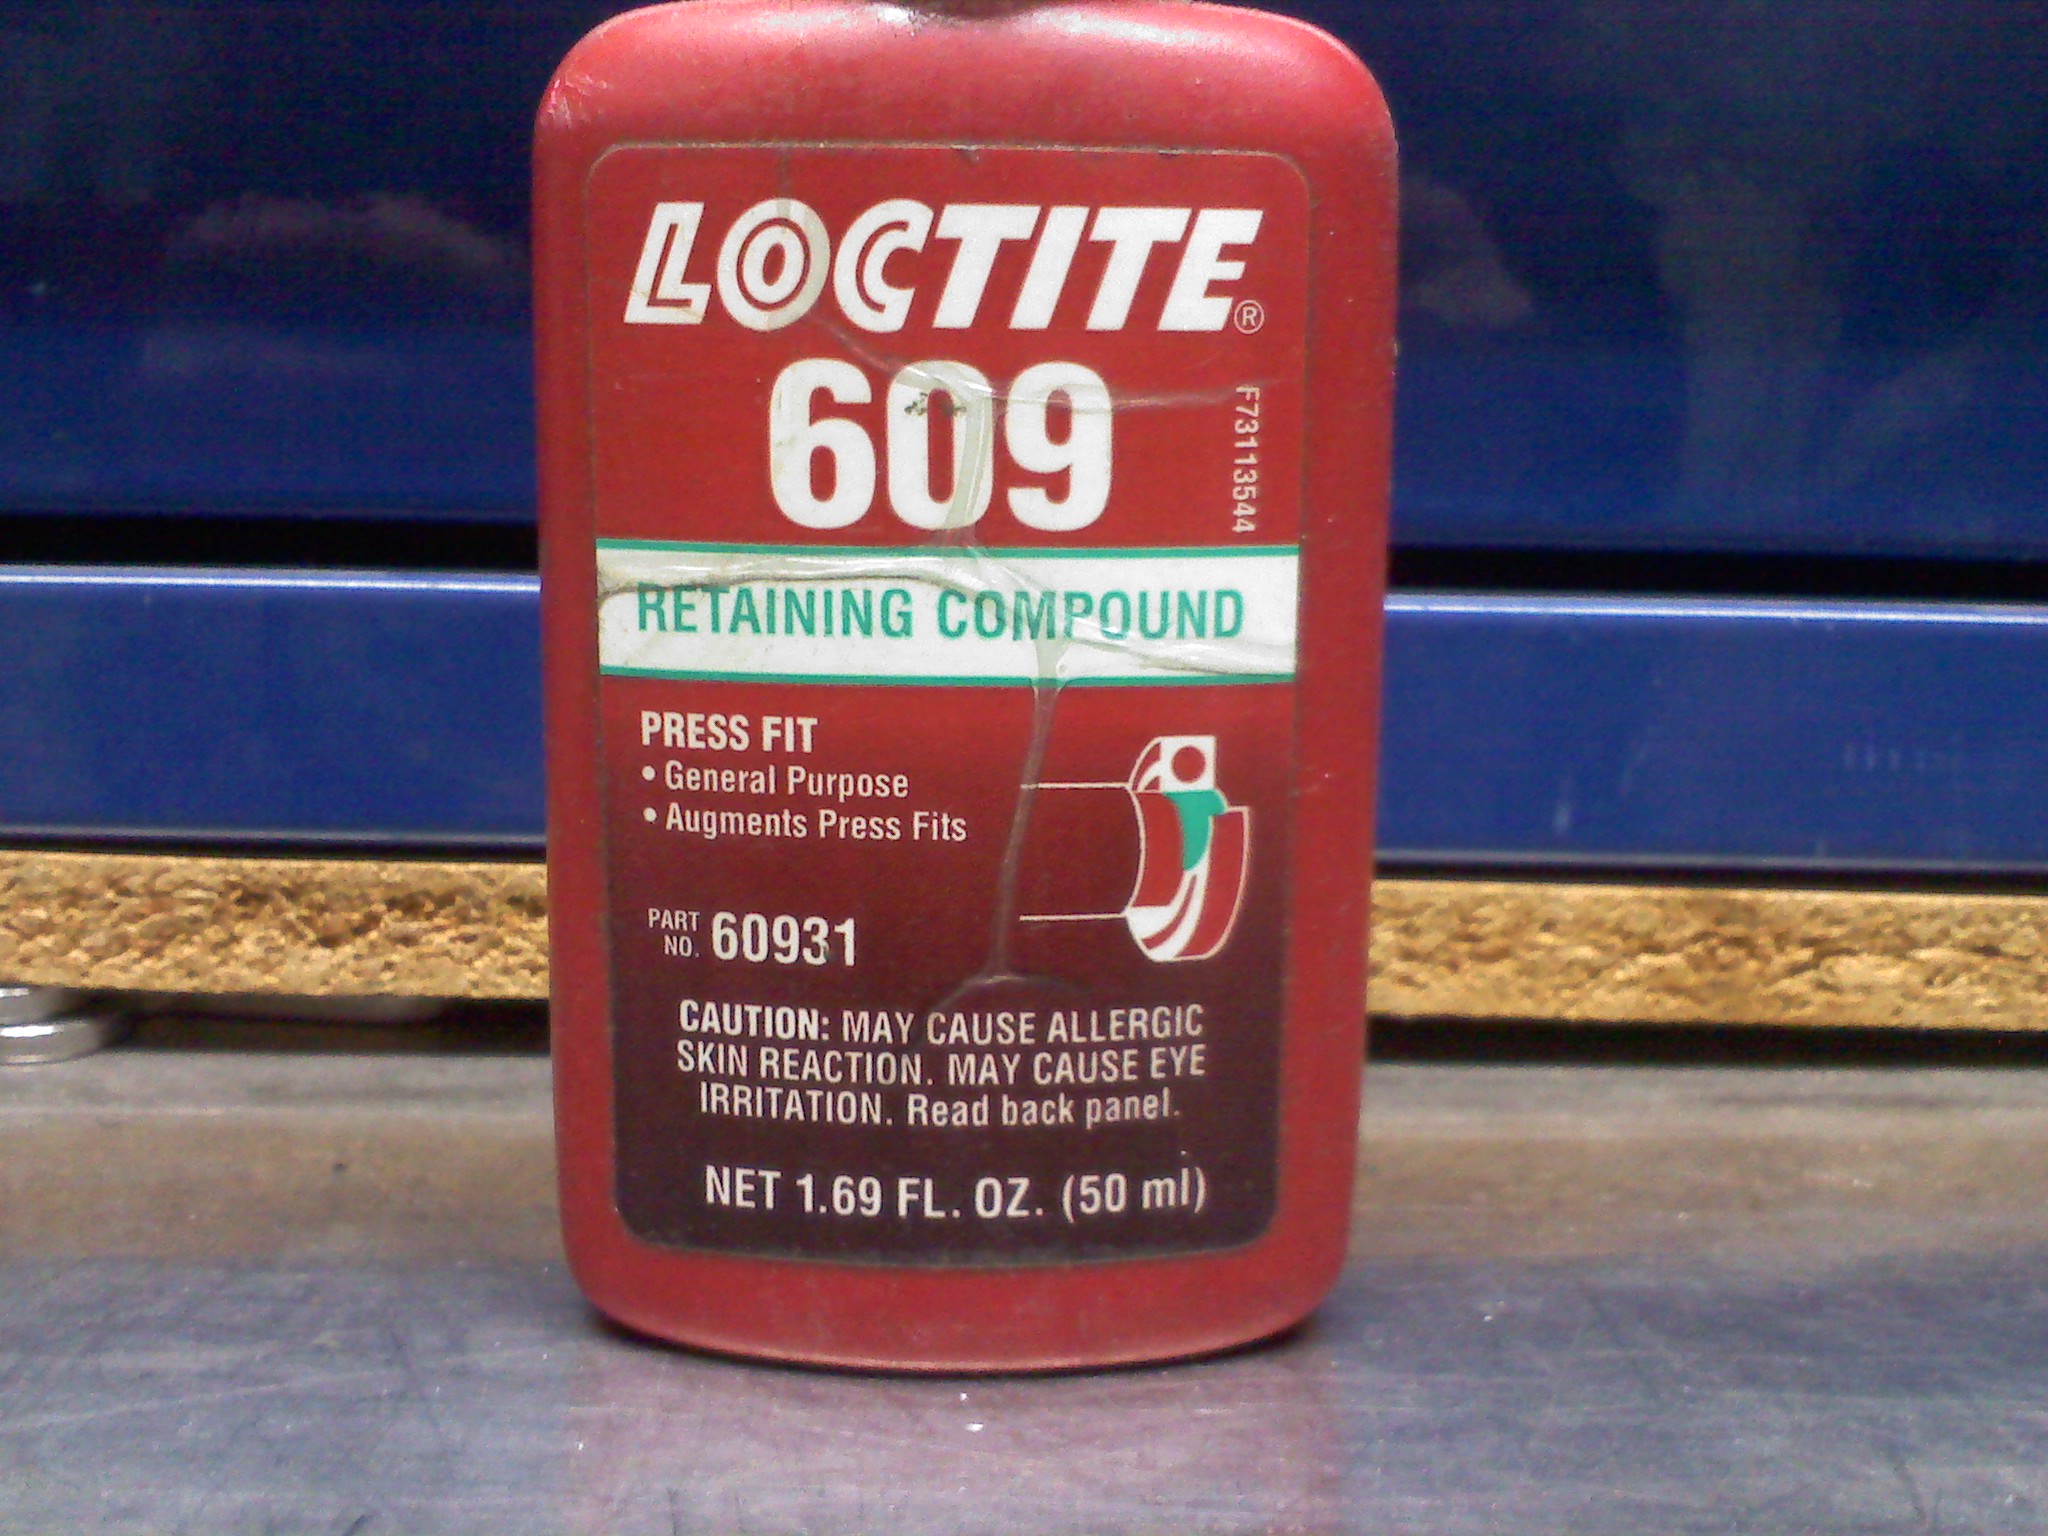 LOCTITE®
609
F73113544
RETAINING COMPOUND
PRESS FIT
• General Purpose
• Augments Press Fits
PART
NO. 60931
CAUTION: MAY CAUSE ALLERGIC
SKIN REACTION. MAY CAUSE EYE
IRRITATION. Read back panel.
NET 1.69 FL. OZ. (50 ml)